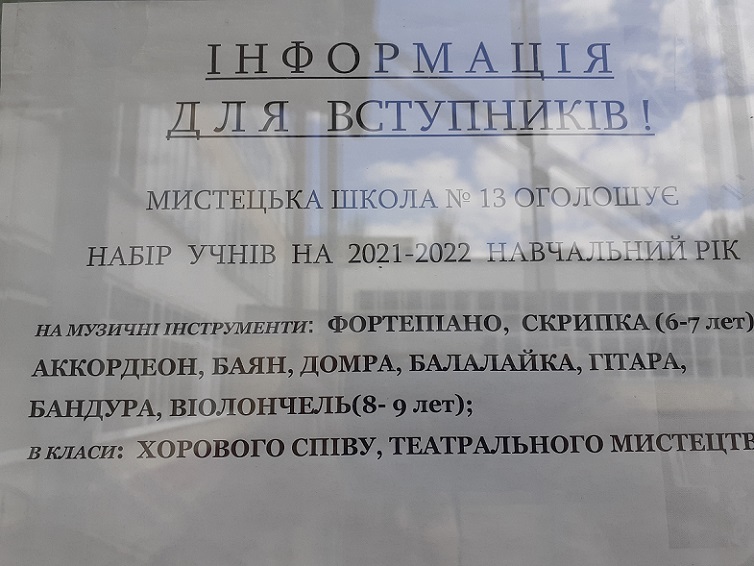 ІНФОРМАЦІЯ
ДЛЯ ВСТУПНИКІВ!
МИСТЕЦЬКА ШКОЛА № 13 ОГОЛОШУЄ
НАБІР УЧНІВ НА 2021-2022 НАВЧАЛЬНИЙ РІК
НА МУЗИЧНІ ІНСТРУМЕНТИ: ФОРТЕПІАНО, СКРИПКА (6-7 лет)
АККОРДЕОН, БАЯН, ДОМРА, БАЛАЛАЙКА, ГІТАРА,
БАНДУРА, ВІОЛОНЧЕЛЬ(8- 9 лет);
В КЛАСИ: ХОРОВОГО СПІВУ, ТЕАТРАЛЬНОГО МИСТЕЦТВ